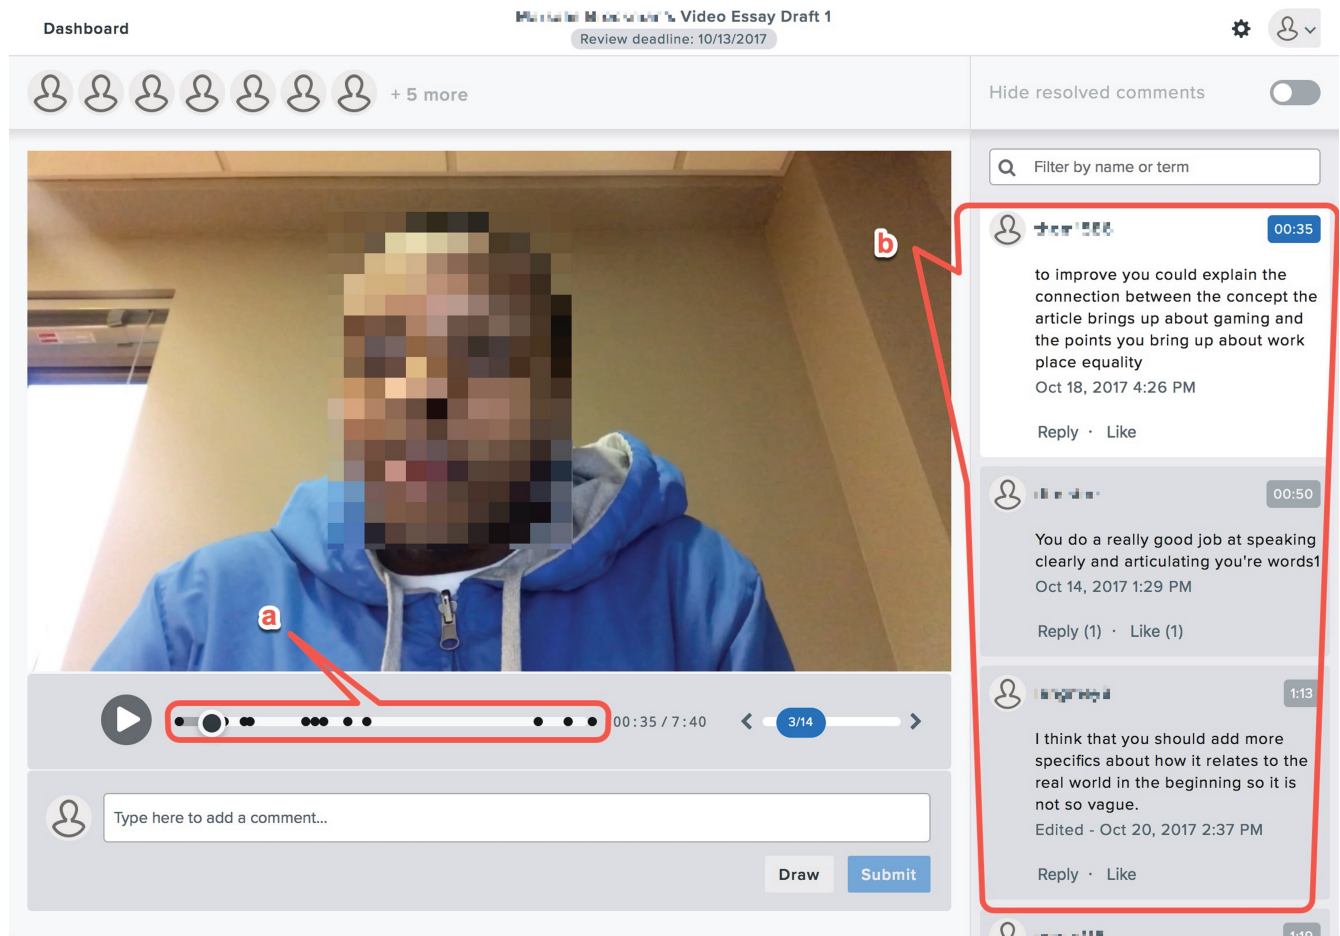 Dashboard
Video Essay Draft 1
Review deadline: 10/13/2017
+ 5 more
Hide resolved comments
Filter by name or term
b
00:35
to improve you could explain the
connection between the concept the
article brings up about gaming and
the points you bring up about work
place equality
Oct 18, 2017 4:26 PM
Reply · Like
00:50
You do a really good job at speaking
clearly and articulating you're words1
Oct 14, 2017 1:29 PM
Reply (1) · Like (1)
1:13
I think that you should add more
specifics about how it relates to the
real world in the beginning so it is
not so vague.
Edited - Oct 20, 2017 2:37 PM
Reply · Like
a
00:35 / 7:40
3/14
Type here to add a comment...
Draw
Submit